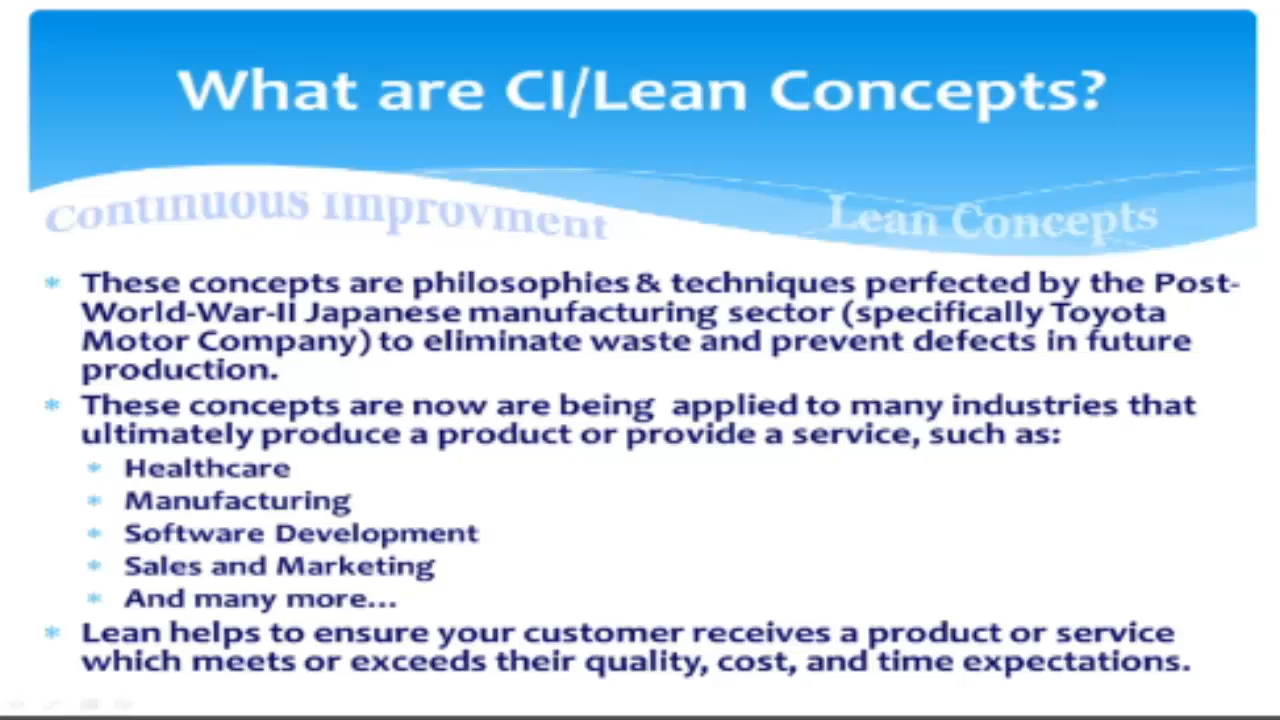 What are CI/Lean Concepts?
Continuous Improvment
Lean Concepts
These concepts are philosophies & techniques perfected by the Post-
World-War-II Japanese manufacturing sector (specifically Toyota
Motor Company) to eliminate waste and prevent defects in future
production.
These concepts are now are being applied to many industries that
ultimately produce a product or provide a service, such as:
Healthcare
Manufacturing
Software Development
Sales and Marketing
And many more...
Lean helps to ensure your customer receives a product or service
which meets or exceeds their quality, cost, and time expectations.